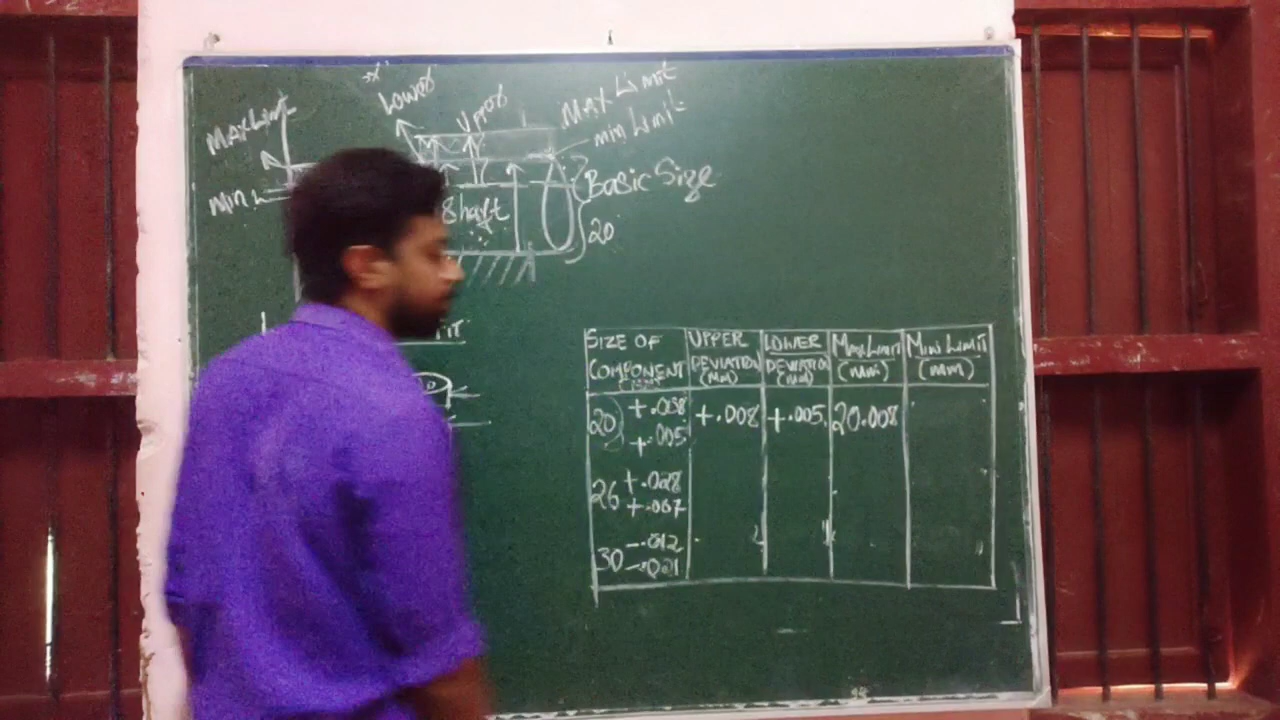 Lower
Upper
Max Limit
min Limit
Max Limit
min L
Basic Size
Shaft
20
SIZE OF COMPONENT UPPER DEVIATION (MM) LOWER DEVIATION (MM) MAX LIMIT (MM) MIN LIMIT (MM)
20 +.008 +.005 +.008 +.005 20.008
26 +.028 +.007
30 -.012 -.021